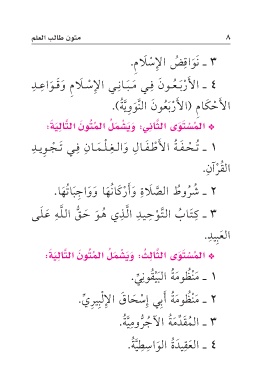 ٨ متون طالب العلم
٣ ـ نَوَاقِضُ الإِسْلَامِ.
٤ ـ الأَرْبَعُونَ فِي مَبَانِي الإِسْلَامِ وَقَوَاعِدِ
الأَحْكَامِ (الأَرْبَعُونَ النَّوَوِيَّةُ).
* المُسْتَوَى الثَّانِي: وَيَشْمَلُ المُتُونَ التَّالِيَةَ:
١ ـ تُحْفَةُ الأَطْفَالِ وَالغِلْمَانِ فِي تَجْوِيدِ
القُرْآنِ.
٢ ـ شُرُوطُ الصَّلَاةِ وَأَرْكَانُهَا وَوَاجِبَاتُهَا.
٣ ـ كِتَابُ التَّوْحِيدِ الَّذِي هُوَ حَقُّ اللَّهِ عَلَى
العَبِيدِ.
* المُسْتَوَى الثَّالِثُ: وَيَشْمَلُ المُتُونَ التَّالِيَةَ:
١ ـ مَنْظُومَةُ البَيْقُونِيِّ.
٢ ـ مَنْظُومَةُ أَبِي إِسْحَاقَ الإِلْبِيرِيِّ.
٣ ـ المُقَدِّمَةُ الآجُرُّومِيَّةُ.
٤ ـ العَقِيدَةُ الوَاسِطِيَّةُ.